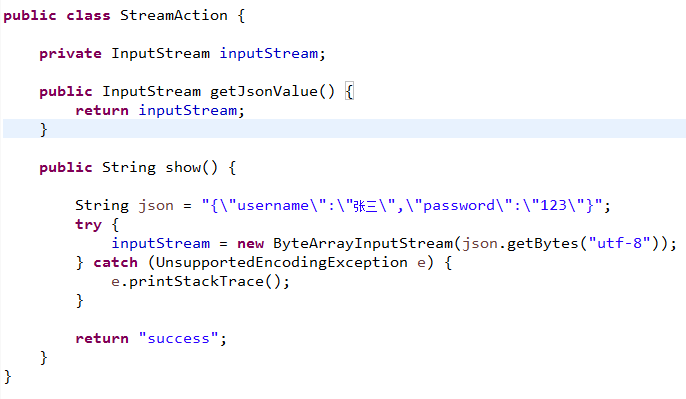 public class StreamAction {
private InputStream inputStream;
public InputStream getJsonValue() {
return inputStream;
}
public String show() {
String json = "{\"username\":\"张三\",\"password\":\"123\"}";
try {
inputStream = new ByteArrayInputStream(json.getBytes("utf-8"));
} catch (UnsupportedEncodingException e) {
e.printStackTrace();
}
return "success";
}
}